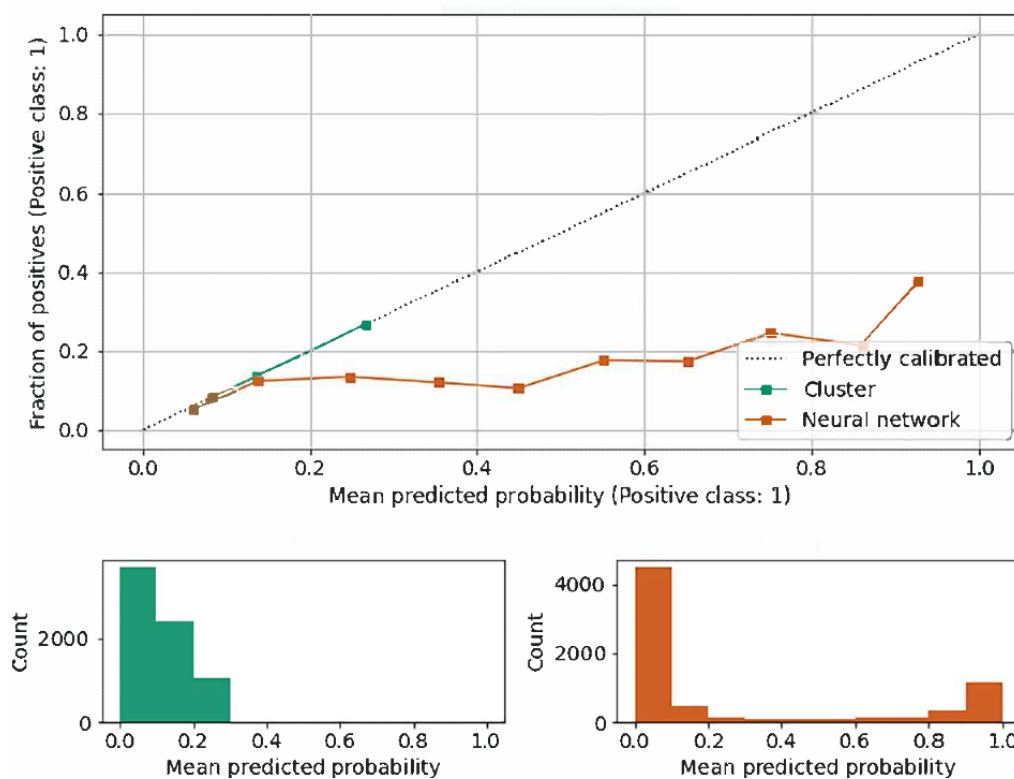 1.0
0.8
0.6
0.4
0.2
0.0
Fraction of positives (Positive class: 1)
Perfectly calibrated
Cluster
Neural network
0.0 0.2 0.4 0.6 0.8 1.0
Mean predicted probability (Positive class: 1)
2000
0
Count
0.0 0.2 0.4 0.6 0.8 1.0
Mean predicted probability
4000
2000
0
Count
0.0 0.2 0.4 0.6 0.8 1.0
Mean predicted probability